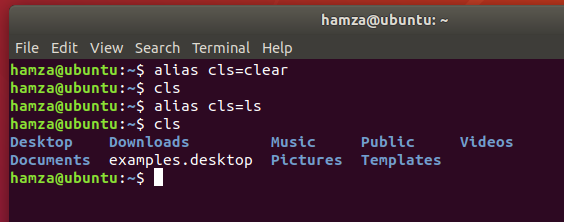 hamza@ubuntu: ~
File Edit View Search Terminal Help
hamza@ubuntu:~$ alias cls=clear
hamza@ubuntu:~$ cls
hamza@ubuntu:~$ alias cls=ls
hamza@ubuntu:~$ cls
Desktop Downloads Music Public Videos
Documents examples.desktop Pictures Templates
hamza@ubuntu:~$